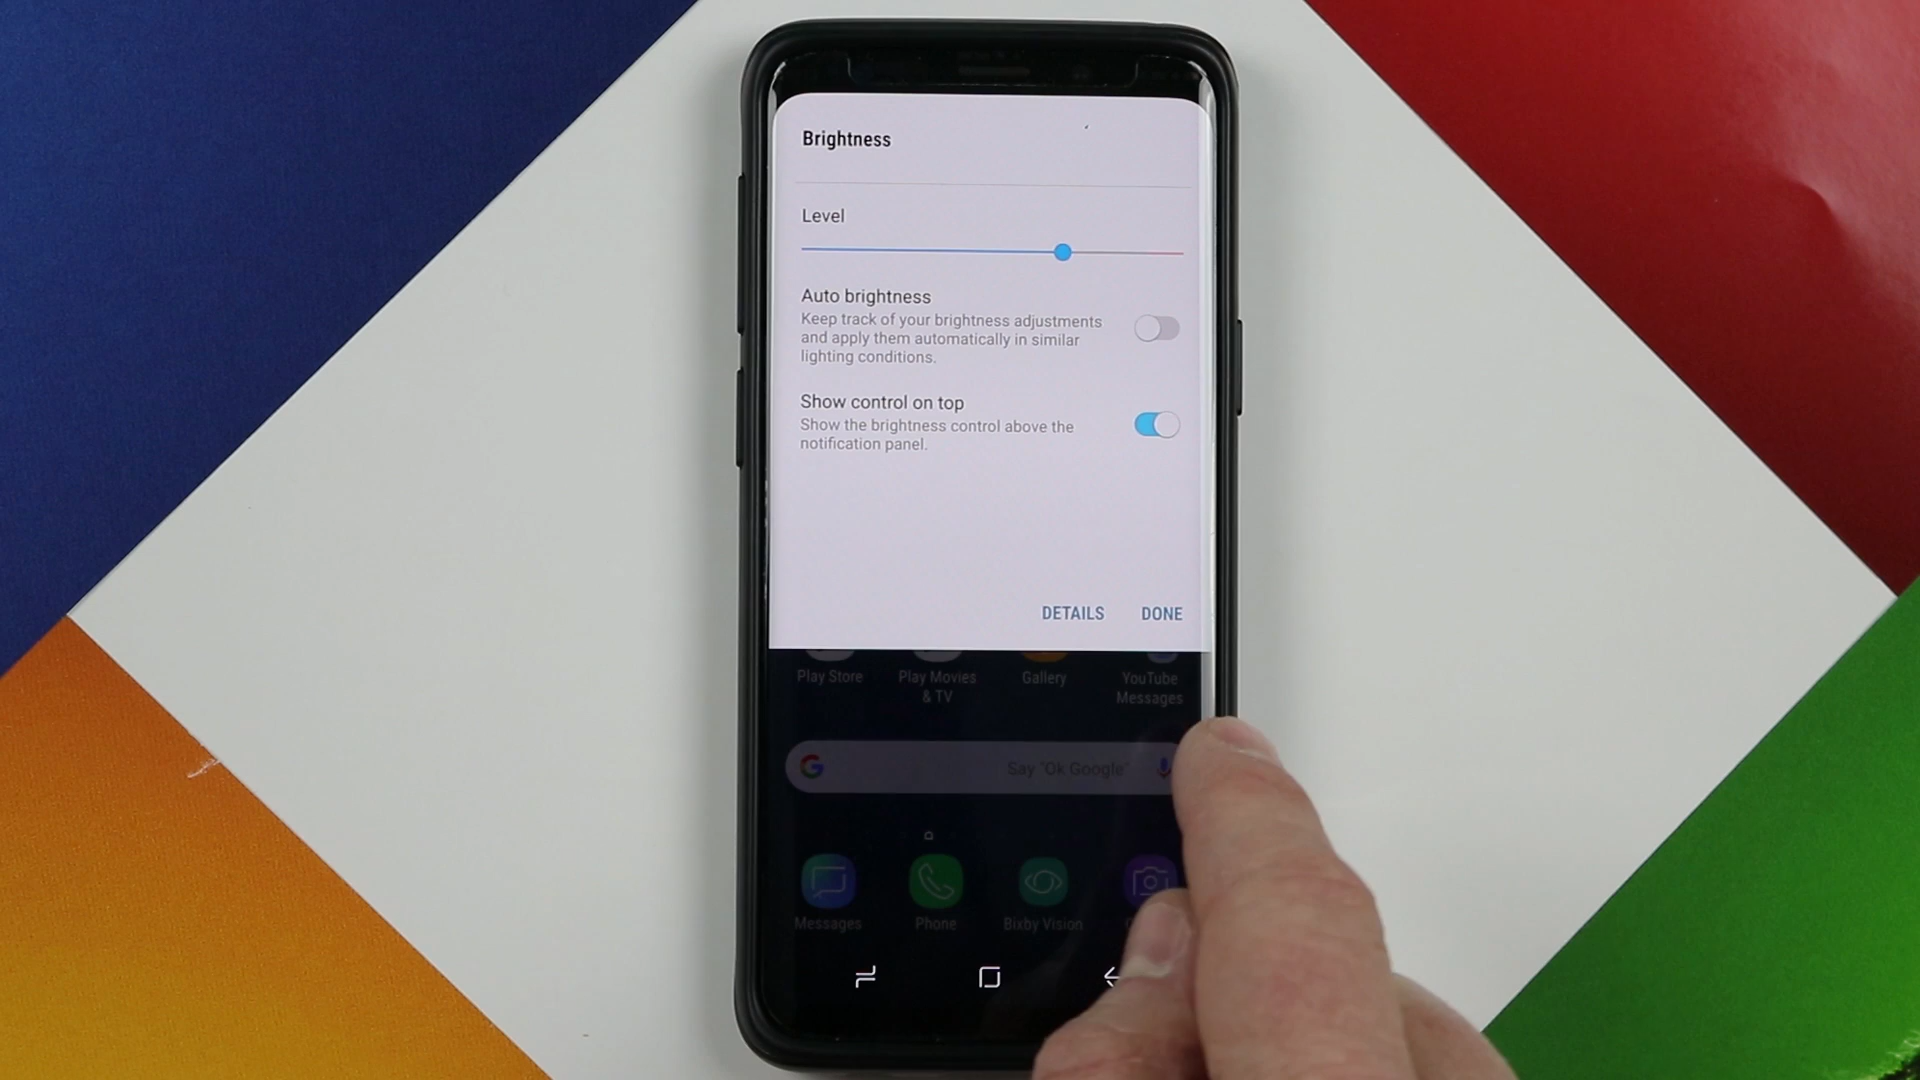 Brightness
Level
Auto brightness
Keep track of your brightness adjustments
and apply them automatically in similar
lighting conditions.
Show control on top
Show the brightness control above the
notification panel.
DETAILS DONE
Play Store Play Movies Gallery YouTube
& TV Messages
G Say "Ok Google"
Messages Phone Bixby Vision